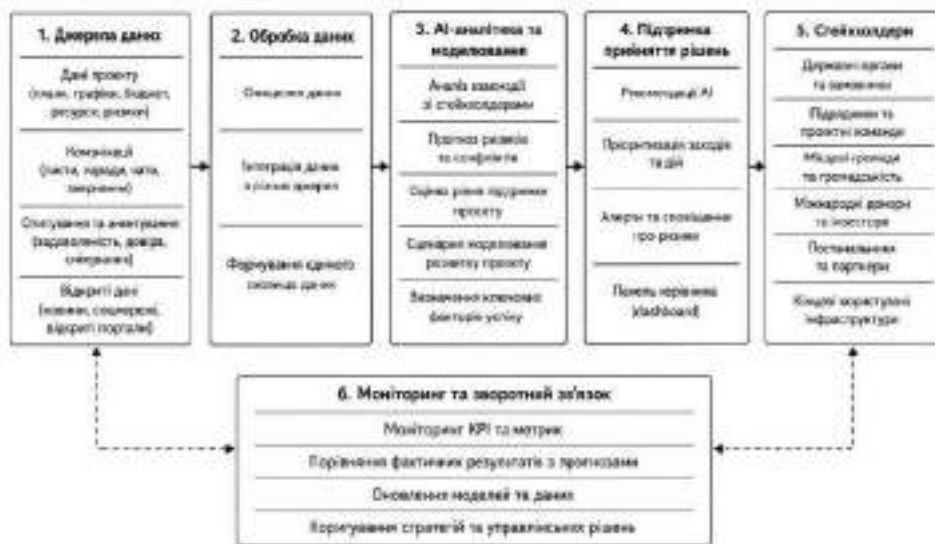 1. Джерела даних
Дані проєкту
(плани, графіки, бюджет,
ресурси, ризики)
Комунікації
(листи, наради, чати,
звернення)
Опитування та анкетування
(задоволеність, довіра,
очікування)
Відкриті дані
(новини, соцмережі,
відкриті портали)
2. Обробка даних
Очищення даних
Інтеграція даних
з різних джерел
Формування єдиного
сховища даних
3. AI-аналітика та
моделювання
Аналіз взаємодії
зі стейкхолдерами
Прогноз ризиків
та конфліктів
Оцінка рівня підтримки
проєкту
Сценарне моделювання
розвитку проєкту
Визначення ключових
факторів успіху
4. Підтримка
прийняття рішень
Рекомендації AI
Пріоритизація заходів
та дій
Алерти та сповіщення
про ризики
Панель керівника
(dashboard)
5. Стейкхолдери
Державні органи
та замовники
Підрядники та
проєктні команди
Місцеві громади
та громадськість
Міжнародні донори
та інвестори
Постачальники
та партнери
Кінцеві користувачі
інфраструктури
6. Моніторинг та зворотний зв'язок
Моніторинг KPI та метрик
Порівняння фактичних результатів з прогнозами
Оновлення моделей та даних
Коригування стратегій та управлінських рішень